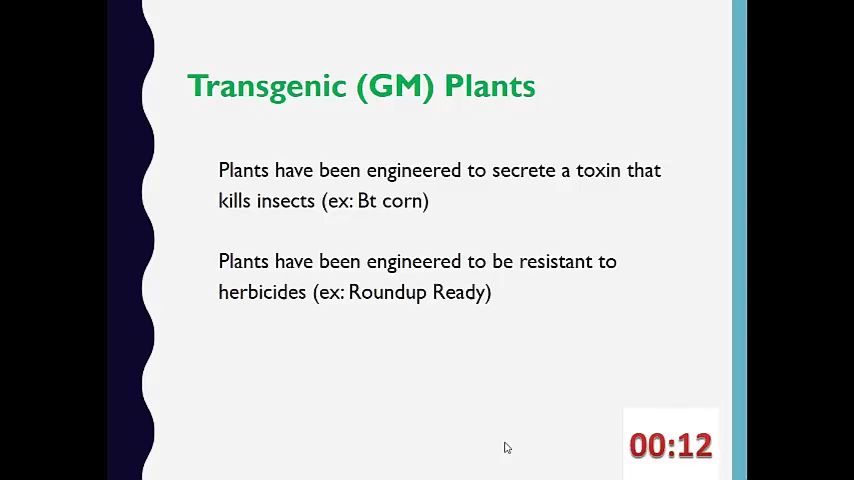 Transgenic (GM) Plants
Plants have been engineered to secrete a toxin that
kills insects (ex: Bt corn)
Plants have been engineered to be resistant to
herbicides (ex: Roundup Ready)
00:12